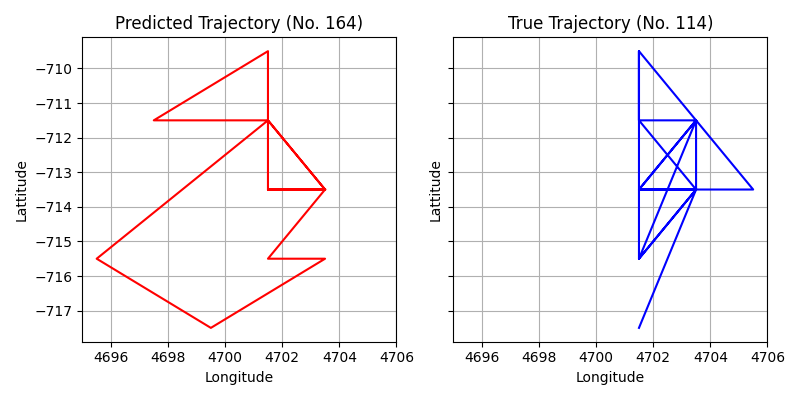 Predicted Trajectory (No. 164)
True Trajectory (No. 114)
Lattitude
−710
−711
−712
−713
−714
−715
−716
−717
4696 4698 4700 4702 4704 4706
Longitude
Lattitude
4696 4698 4700 4702 4704 4706
Longitude